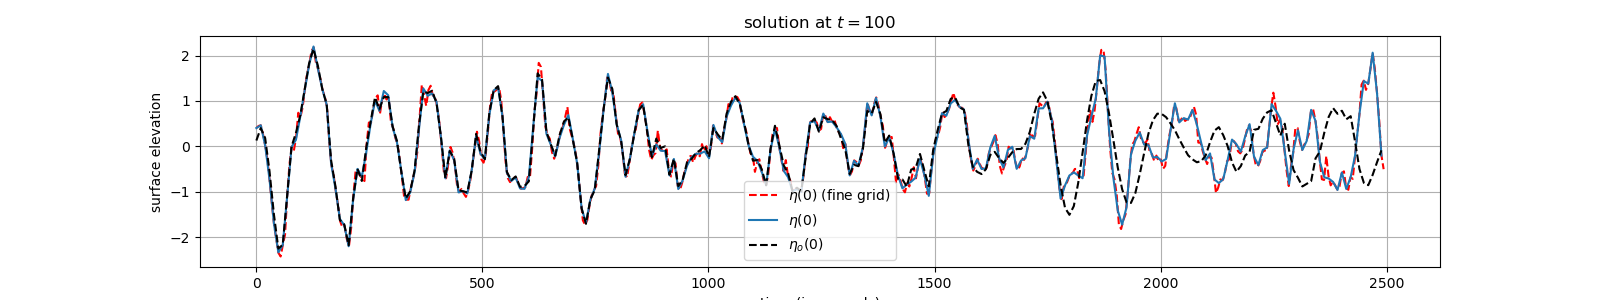 solution at t = 100
surface elevation
2
1
0
−1
−2
η(0) (fine grid)
η(0)
ηₒ(0)
0
500
1000
1500
2000
2500